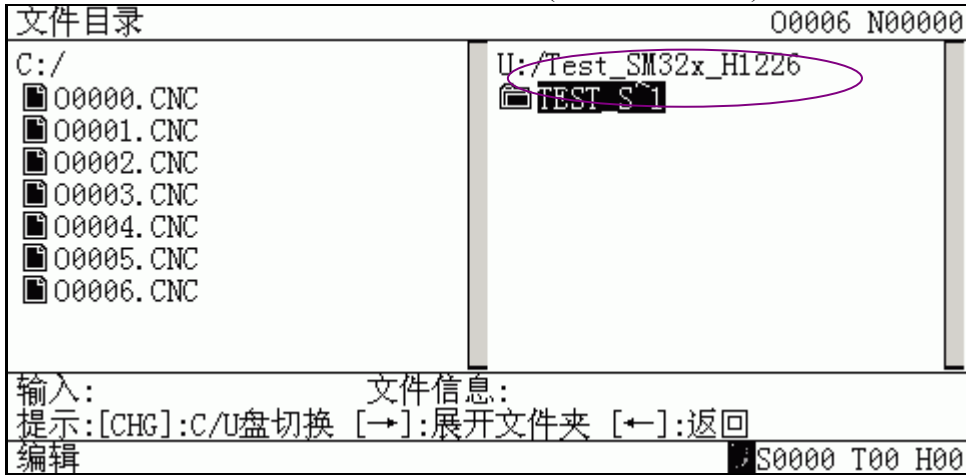 文件目录 O0006 N00000
C:/
O0000.CNC
O0001.CNC
O0002.CNC
O0003.CNC
O0004.CNC
O0005.CNC
O0006.CNC
U:/Test_SM32x_H1226
TEST_S~1
输入: 文件信息:
提示:[CHG]:C/U盘切换 [→]:展开文件夹 [←]:返回
编辑 S0000 T00 H00